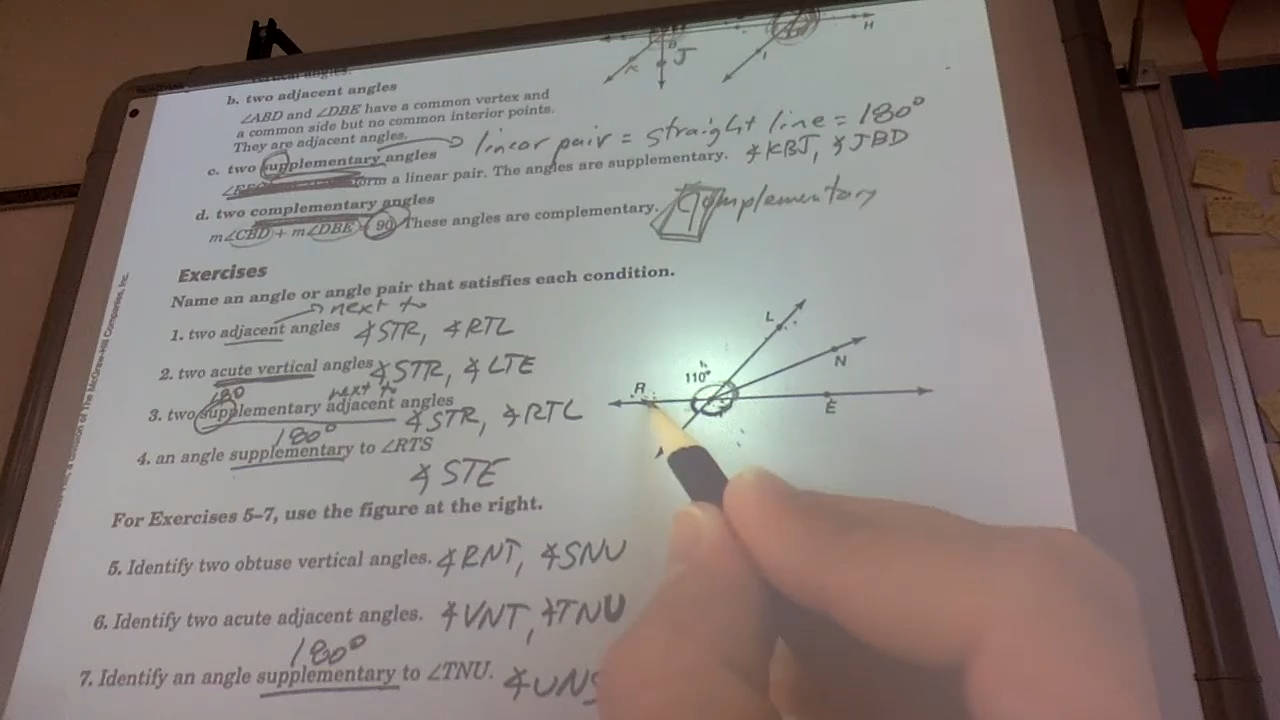 H
B
J
K
I
b. two adjacent angles
∠ABD and ∠DBE have a common vertex and
a common side but no common interior points.
They are adjacent angles.
linear pair = straight line = 180°
c. two supplementary angles
∡KBJ, ∡JBD
form a linear pair. The angles are supplementary.
d. two complementary angles
Complementary
m∠CBD + m∠DBE = 90 These angles are complementary.
Exercises
Name an angle or angle pair that satisfies each condition.
next to
1. two adjacent angles ∡STR, ∡RTL
2. two acute vertical angles ∡STR, ∡LTE
180 next to
3. two supplementary adjacent angles ∡STR, ∡RTL
180°
4. an angle supplementary to ∠RTS
∡STE
L
N
110°
R
E
For Exercises 5–7, use the figure at the right.
5. Identify two obtuse vertical angles. ∡RNT, ∡SNU
6. Identify two acute adjacent angles. ∡VNT, ∡TNU
180°
7. Identify an angle supplementary to ∠TNU. ∡UNS
McGraw-Hill Companies, Inc.